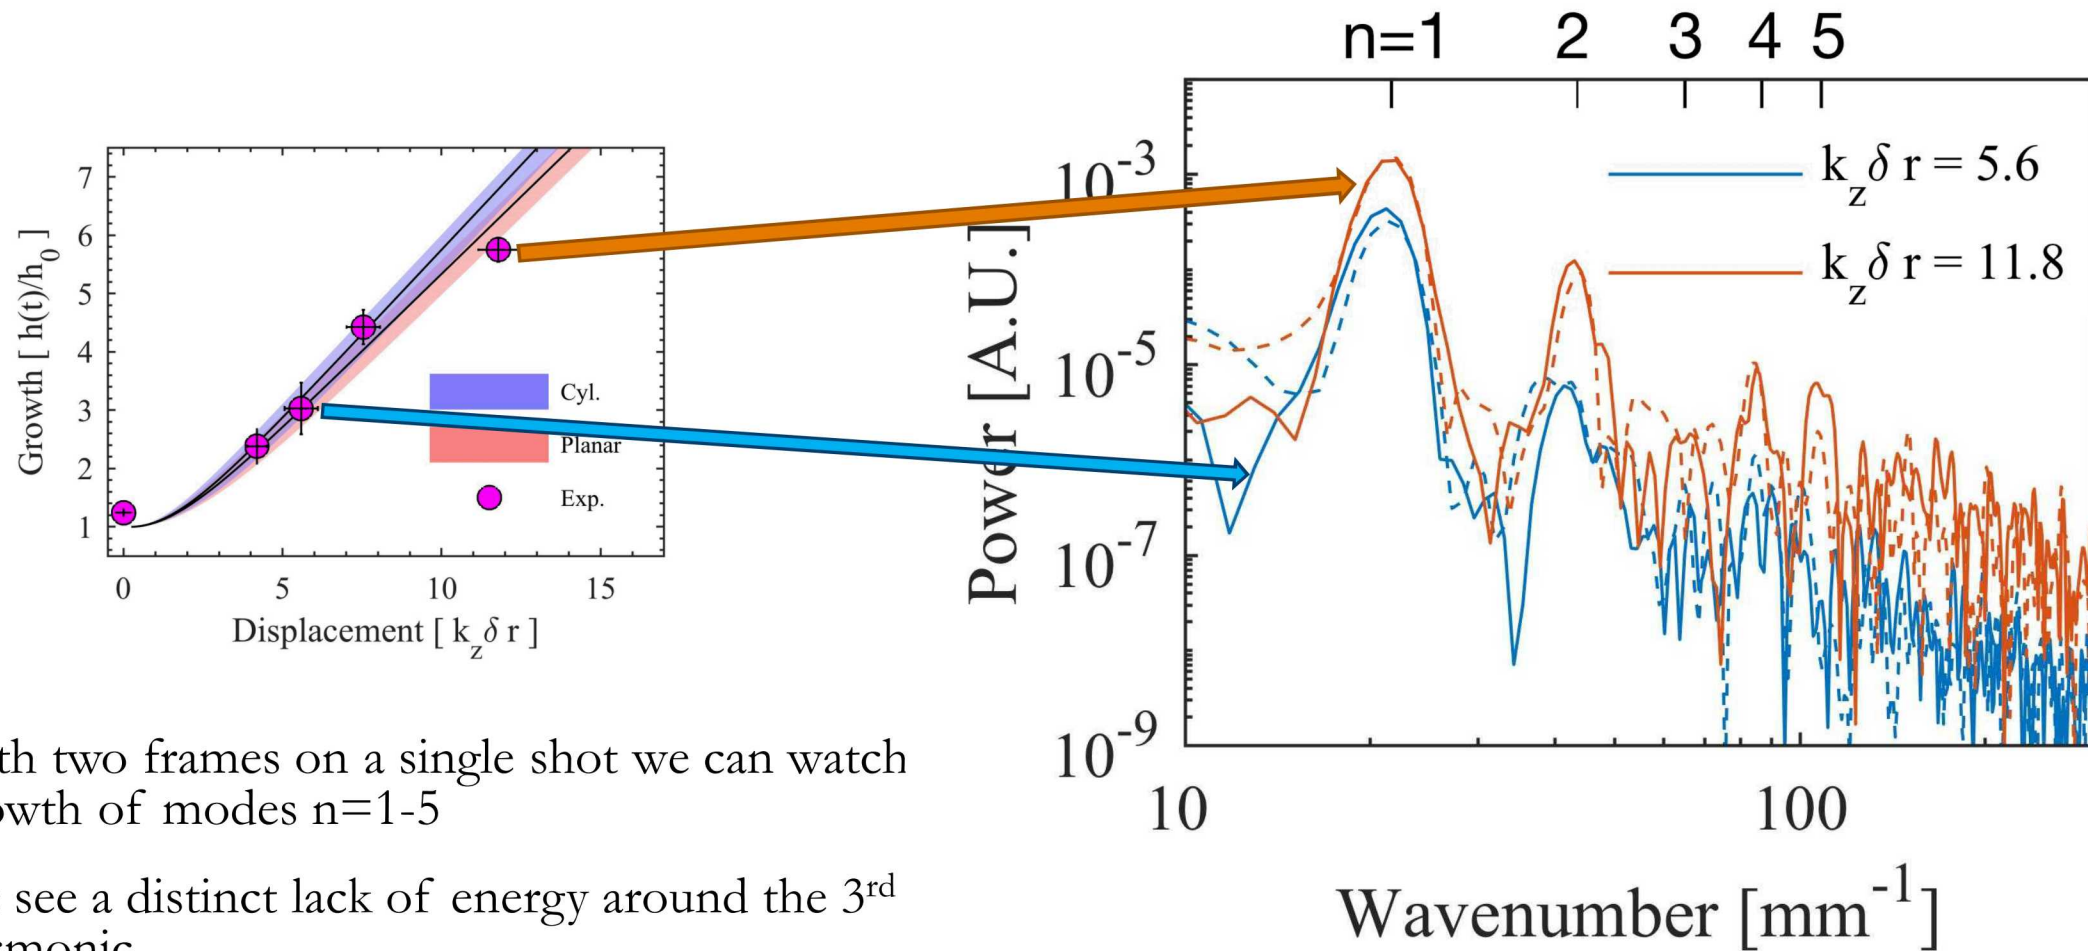 n=1 2 3 4 5
7
6
5
4
3
2
1
Growth [ h(t)/h0 ]
Cyl.
Planar
Exp.
0 5 10 15
Displacement [ kzδ r ]
10-3
10-5
10-7
10-9
Power [A.U.]
kzδ r = 5.6
kzδ r = 11.8
10 100
Wavenumber [mm-1]
two frames on a single shot we can watch
of modes n=1-5
see a distinct lack of energy around the 3rd